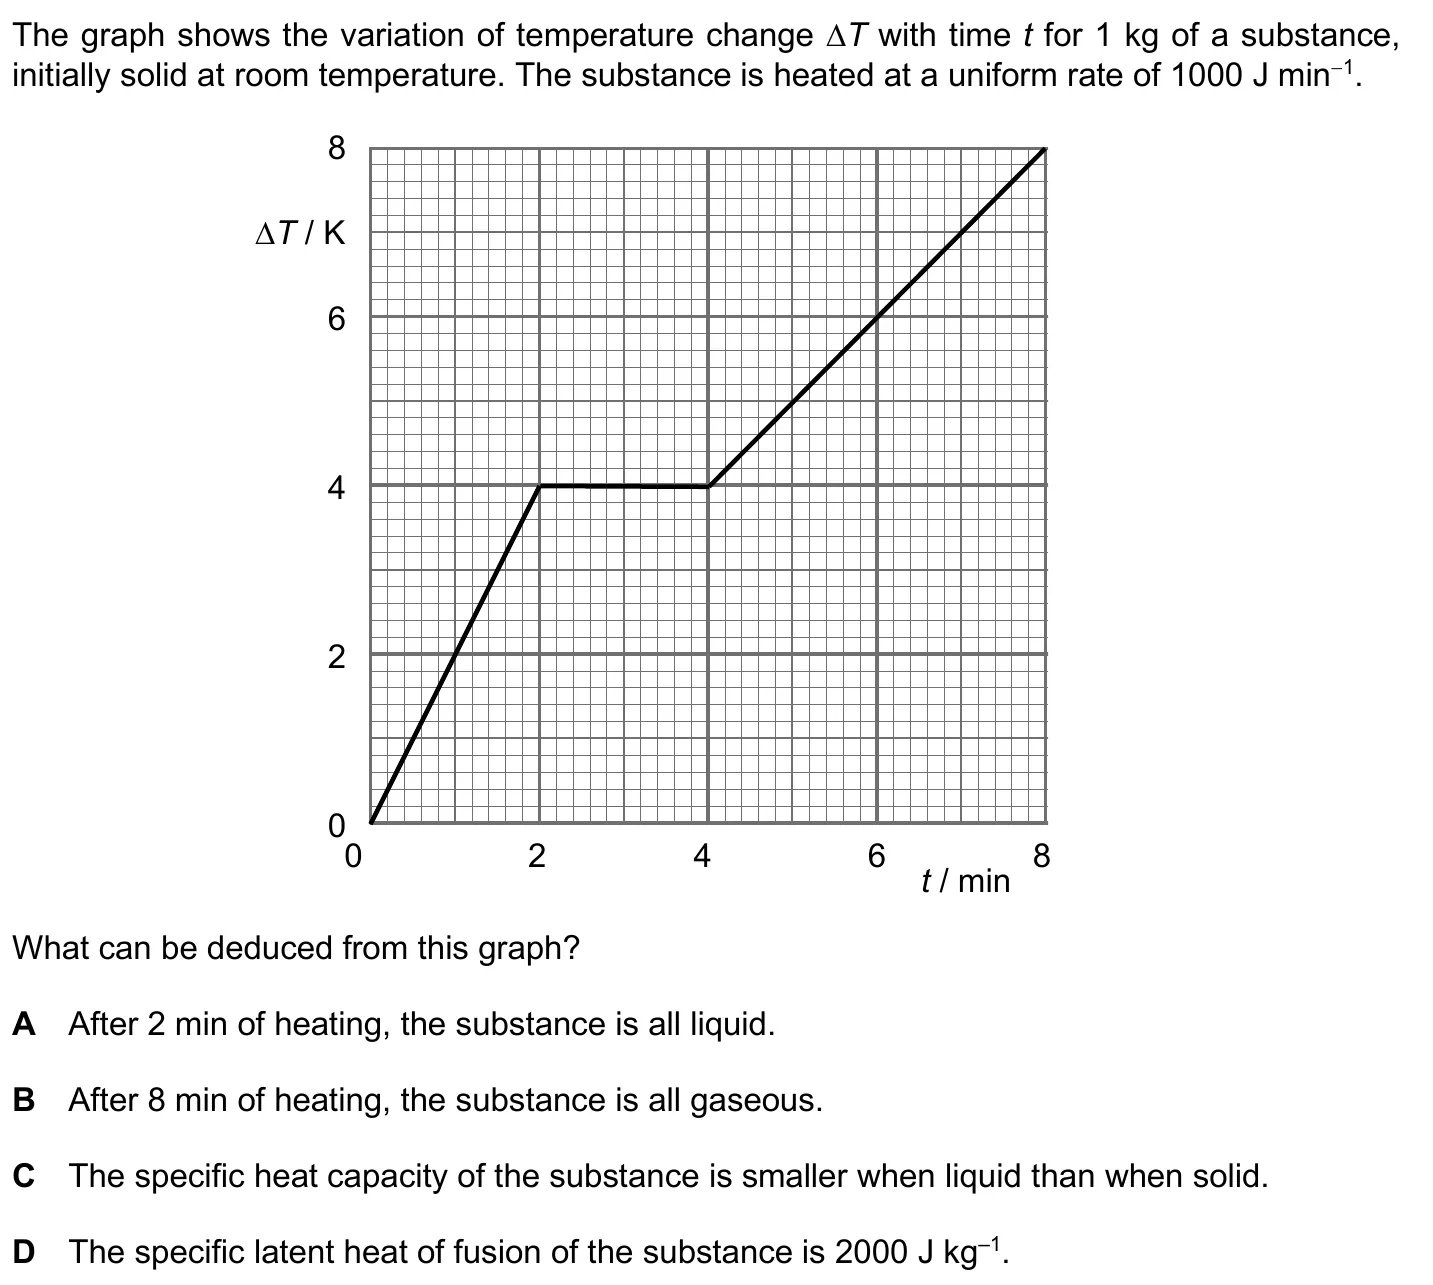 The graph shows the variation of temperature change ΔT with time t for 1 kg of a substance,
initially solid at room temperature. The substance is heated at a uniform rate of 1000 J min⁻¹.
8
ΔT / K
6
4
2
0
0 2 4 6 8
t / min
What can be deduced from this graph?
A After 2 min of heating, the substance is all liquid.
B After 8 min of heating, the substance is all gaseous.
C The specific heat capacity of the substance is smaller when liquid than when solid.
D The specific latent heat of fusion of the substance is 2000 J kg⁻¹.